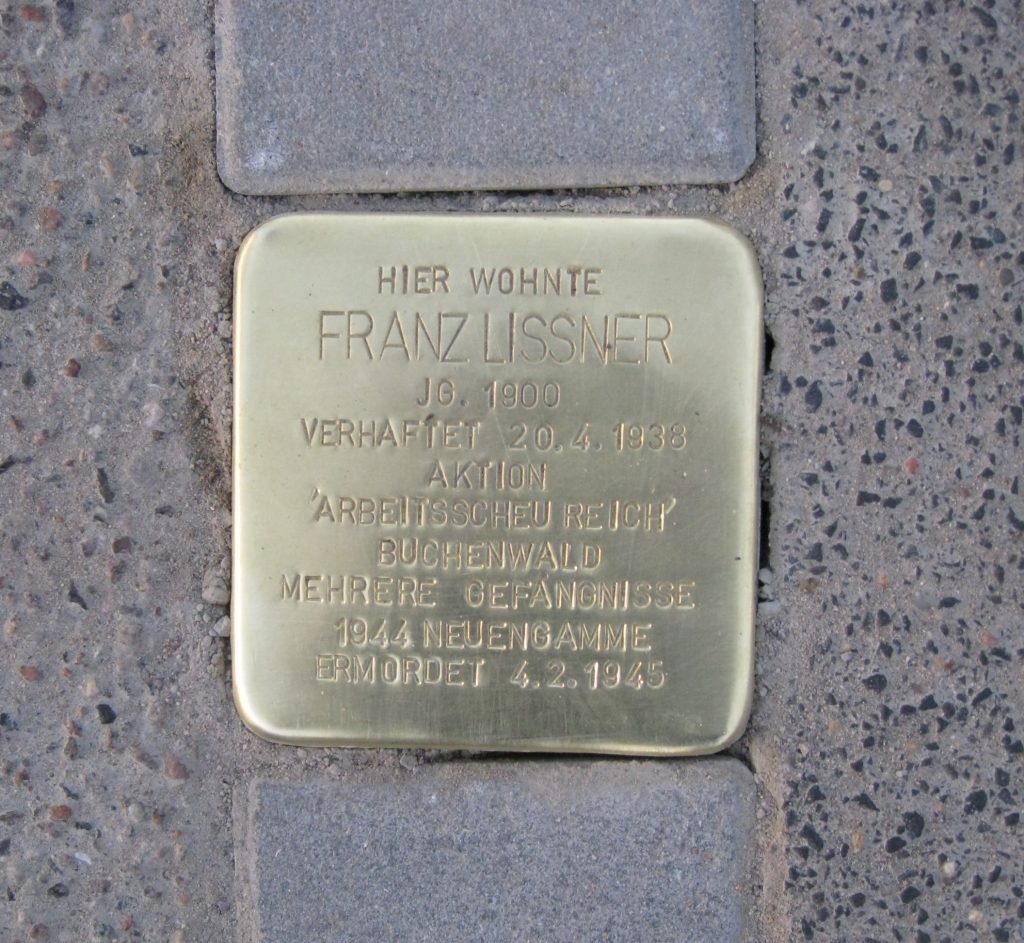 HIER WOHNTE
FRANZ LISSNER
JG. 1900
VERHAFTET 20.4.1938
AKTION
'ARBEITSSCHEU REICH'
BUCHENWALD
MEHRERE GEFÄNGNISSE
1944 NEUENGAMME
ERMORDET 4.2.1945